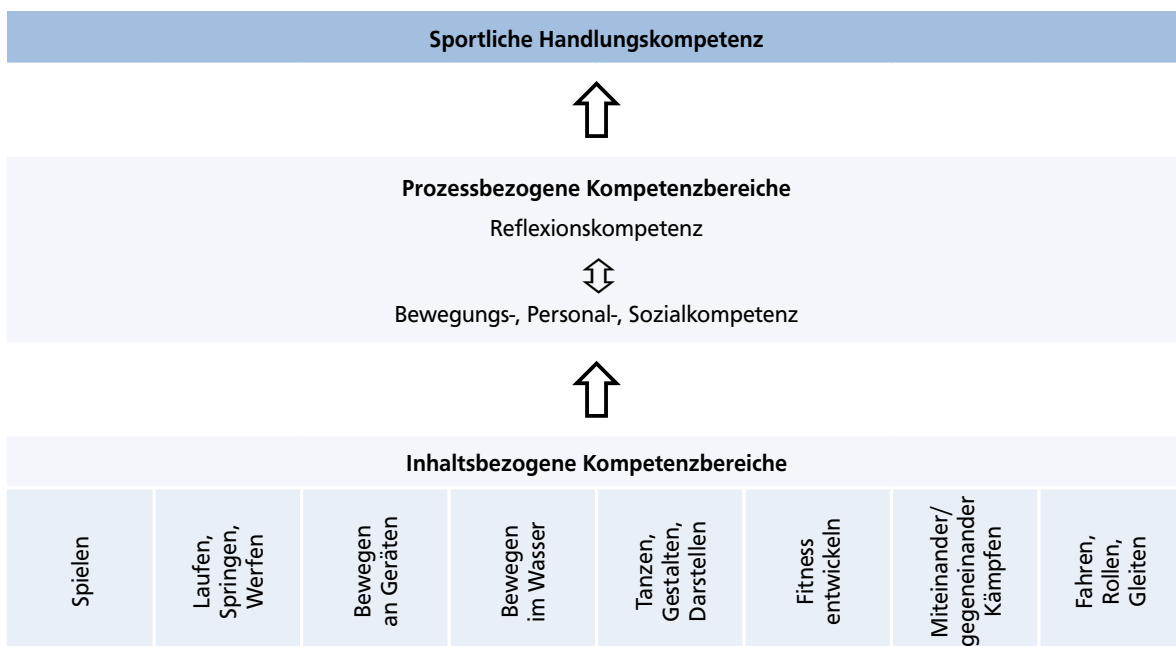 Sportliche Handlungskompetenz
Prozessbezogene Kompetenzbereiche
Reflexionskompetenz
Bewegungs-, Personal-, Sozialkompetenz
Inhaltsbezogene Kompetenzbereiche
Spielen
Laufen,
Springen,
Werfen
Bewegen
an Geräten
Bewegen
im Wasser
Tanzen,
Gestalten,
Darstellen
Fitness
entwickeln
Miteinander/
gegeneinander
Kämpfen
Fahren,
Rollen,
Gleiten